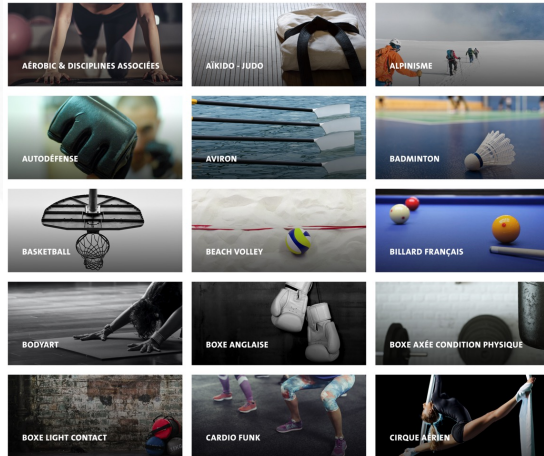 AÉROBIC & DISCIPLINES ASSOCIÉES
AÏKIDO - JUDO
ALPINISME
AUTODÉFENSE
AVIRON
BADMINTON
BASKETBALL
BEACH VOLLEY
BILLARD FRANÇAIS
BODYART
BOXE ANGLAISE
BOXE AXÉE CONDITION PHYSIQUE
BOXE LIGHT CONTACT
CARDIO FUNK
CIRQUE AÉRIEN